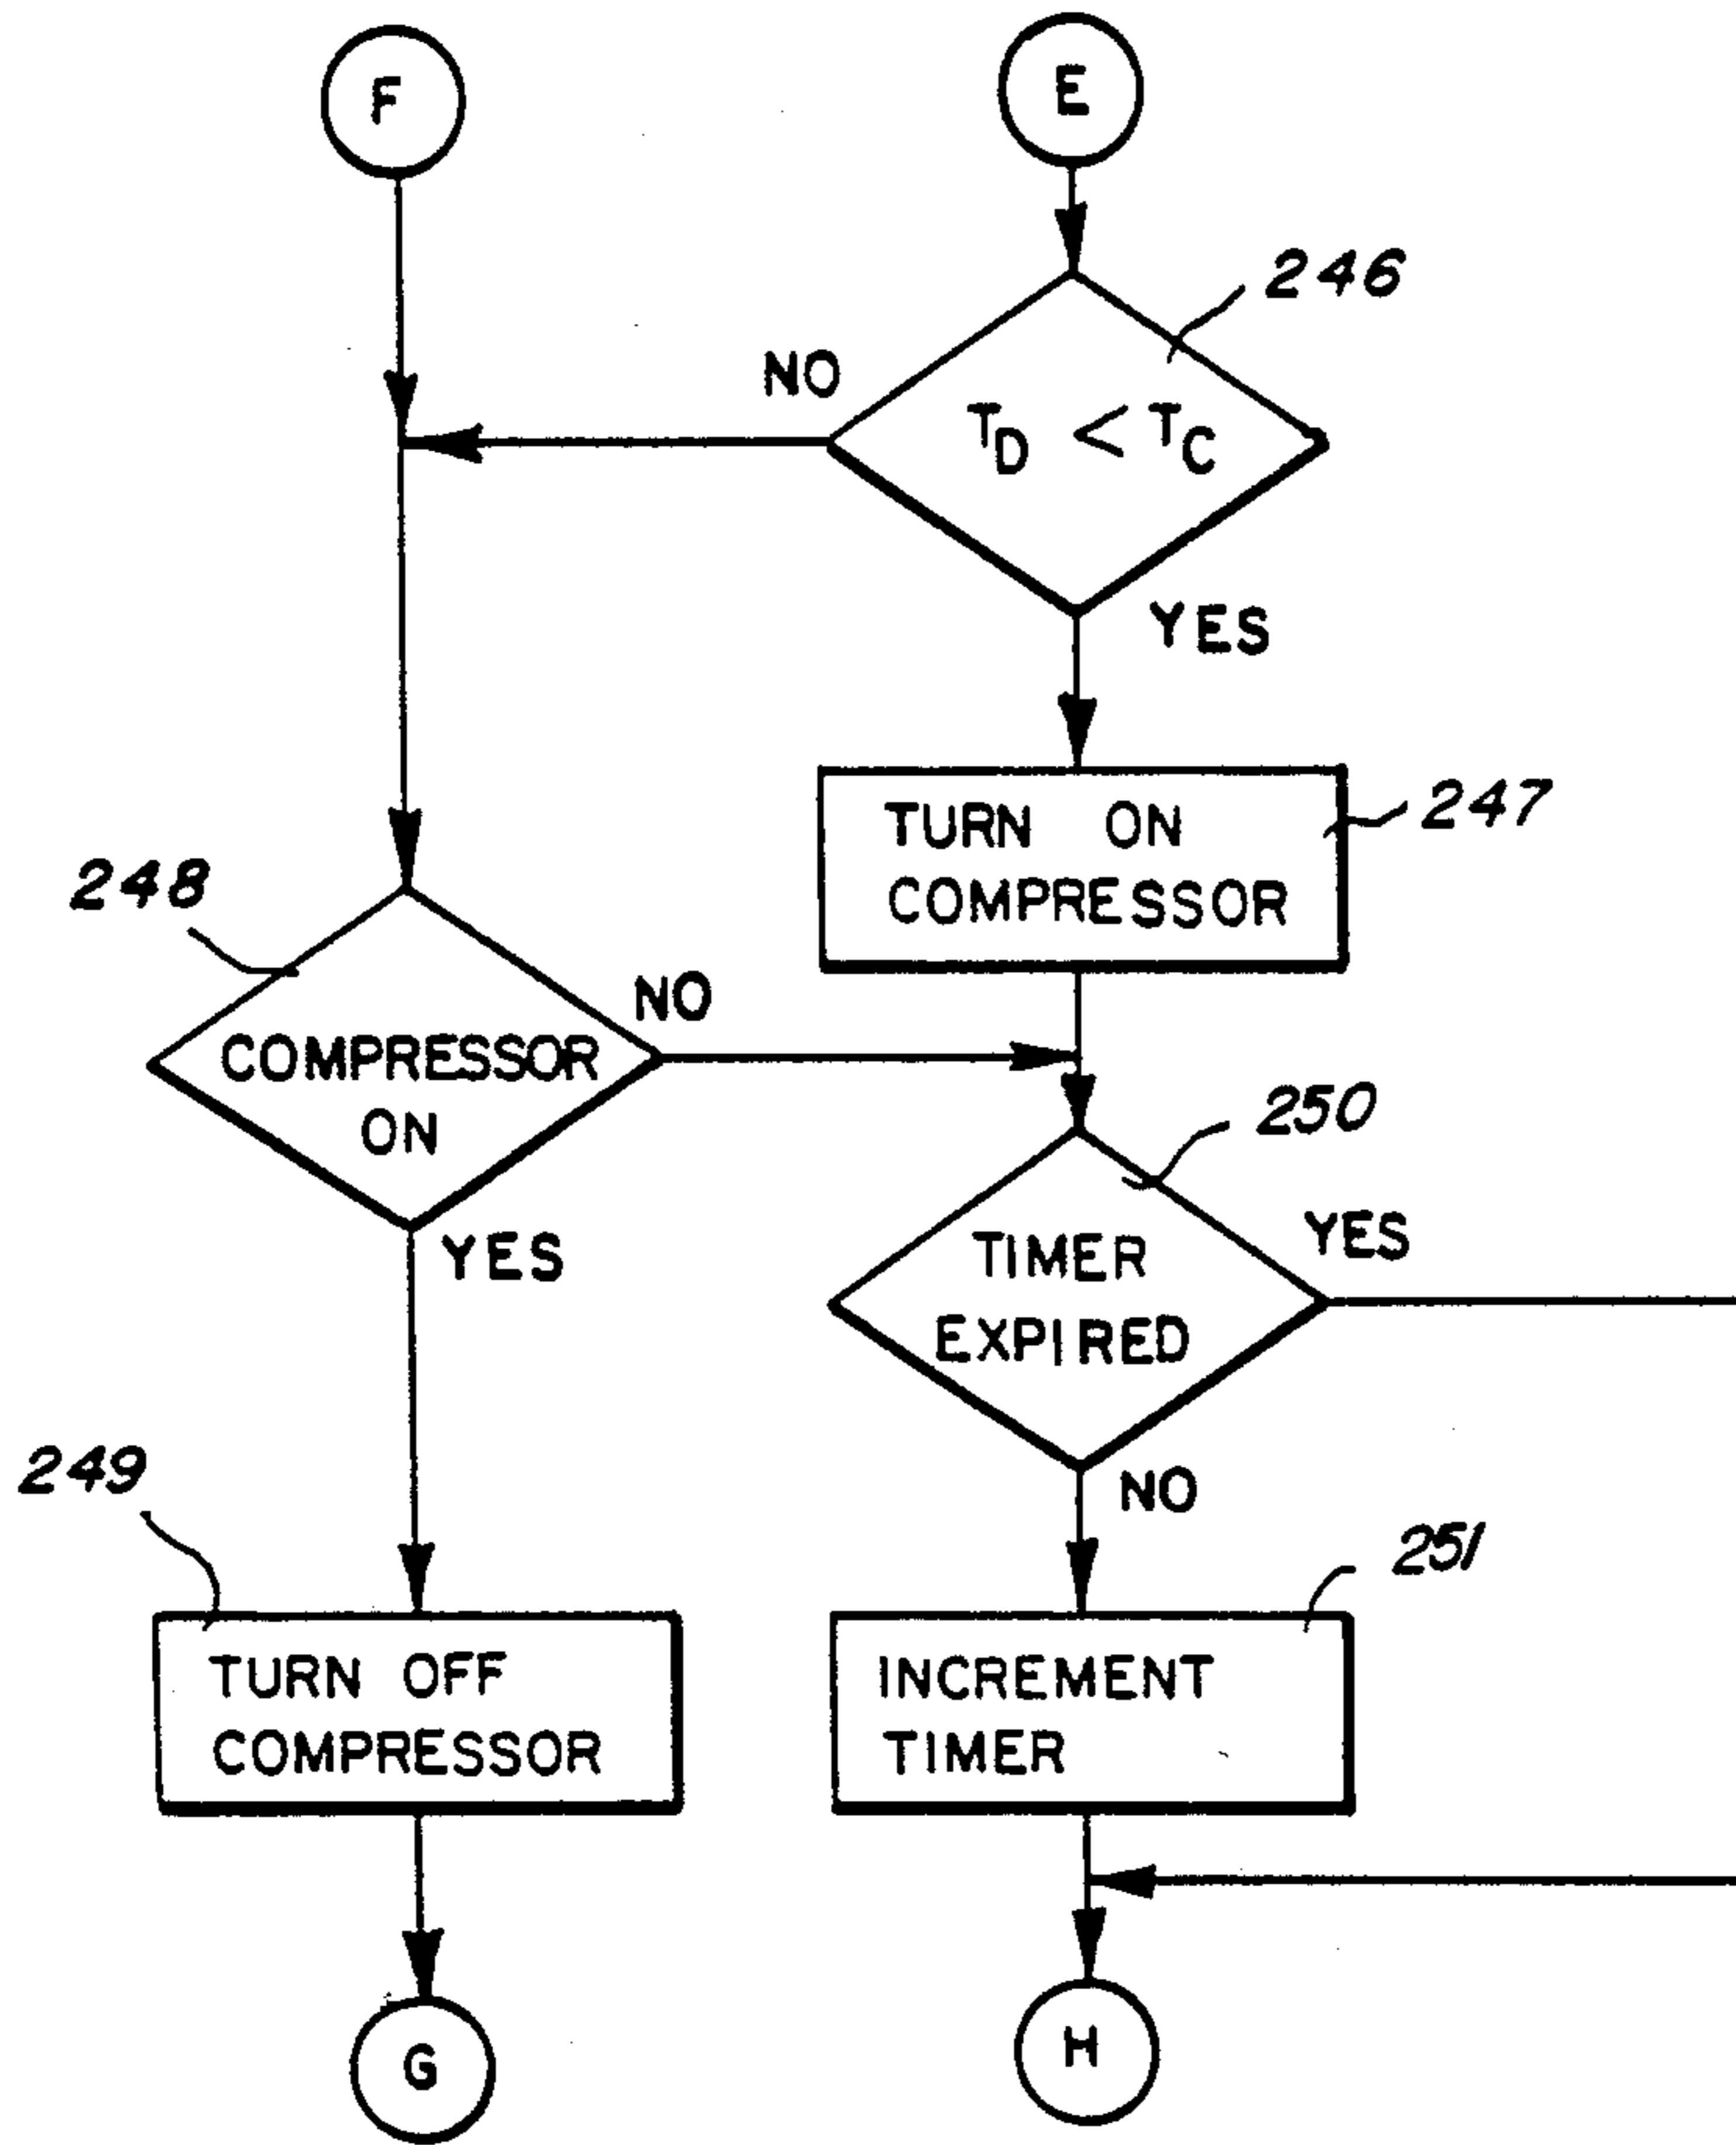 F
E
246
NO
T_D < T_C
YES
TURN ON
COMPRESSOR
247
248
NO
COMPRESSOR
ON
250
YES
TIMER
EXPIRED
YES
249
NO
251
TURN OFF
COMPRESSOR
INCREMENT
TIMER
G
H